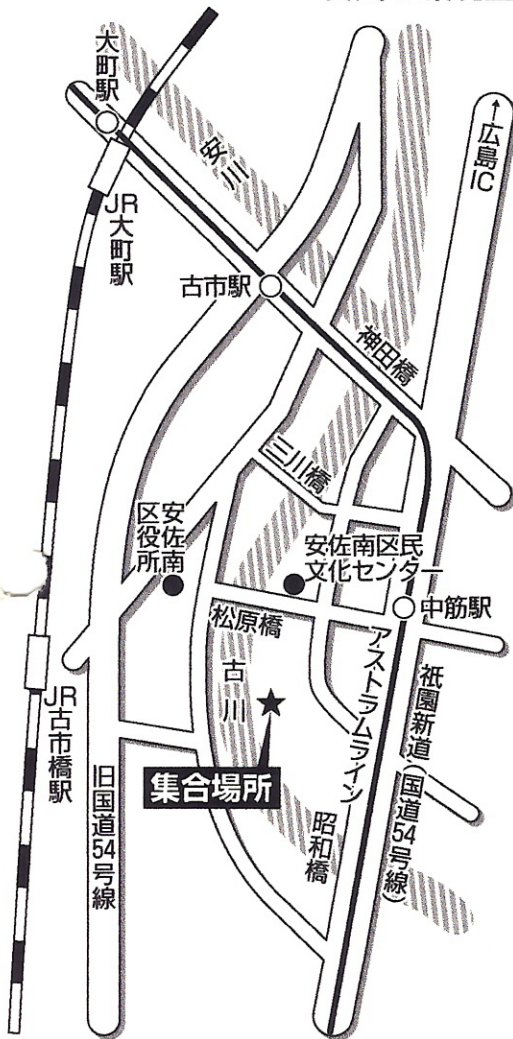 大町駅
安川
←広島IC
JR大町駅
古市駅
神田橋
三川橋
安佐南
区役所
安佐南区民
文化センター
中筋駅
松原橋
アストラムライン
古川
祇園新道(国道54号線)
JR古市橋駅
集合場所
旧国道54号線
昭和橋